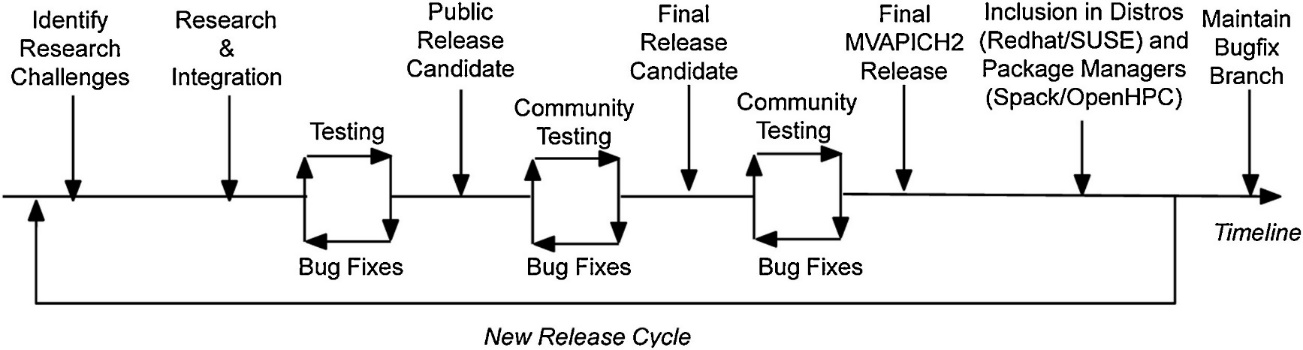 Identify
Research
Challenges
Research
&
Integration
Testing
Bug Fixes
Public
Release
Candidate
Community
Testing
Bug Fixes
Final
Release
Candidate
Community
Testing
Bug Fixes
Final
MVAPICH2
Release
Inclusion in Distros
(Redhat/SUSE) and
Package Managers
(Spack/OpenHPC)
Maintain
Bugfix
Branch
Timeline
New Release Cycle